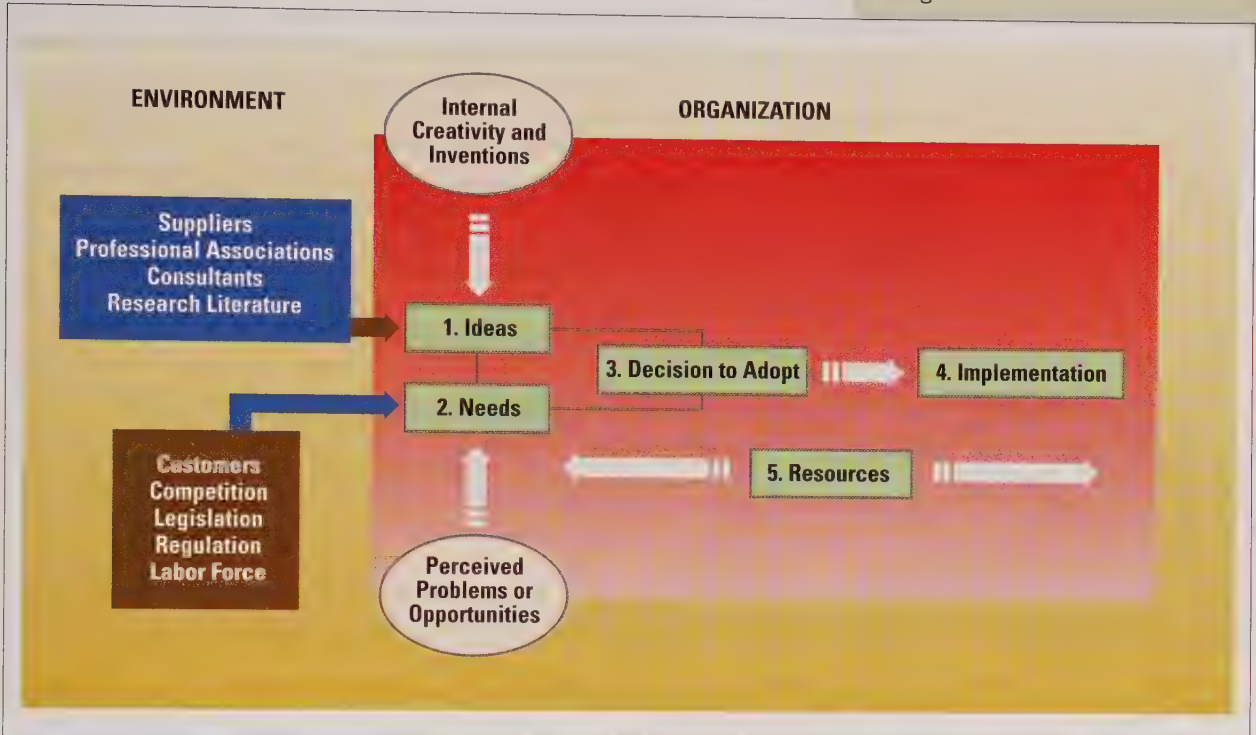 ENVIRONMENT
Internal
Creativity and
Inventions
ORGANIZATION
Suppliers
Professional Associations
Consultants
Research Literature
1. Ideas
3. Decision to Adopt
4. Implementation
2. Needs
5. Resources
Customers
Competition
Legislation
Regulation
Labor Force
Perceived
Problems or
Opportunities